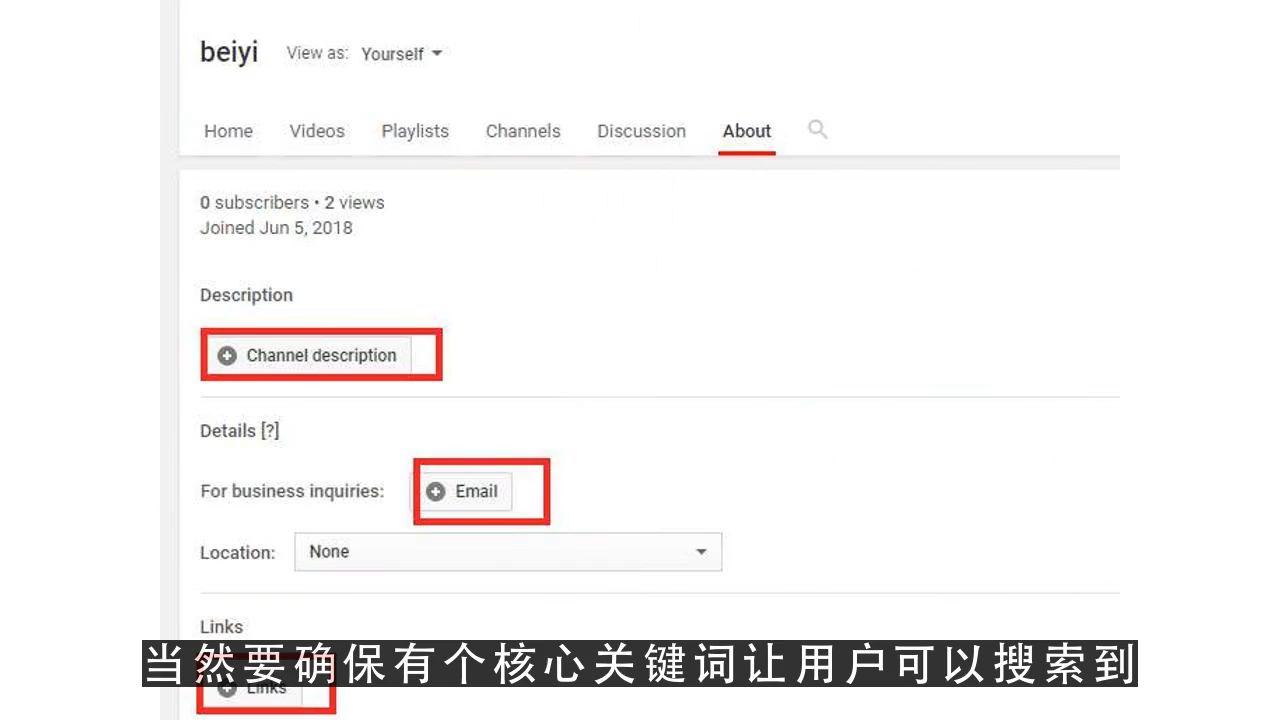 beiyi View as: Yourself
Home Videos Playlists Channels Discussion About
0 subscribers • 2 views
Joined Jun 5, 2018
Description
Channel description
Details [?]
For business inquiries: Email
Location: None
Links
当然要确保有个核心关键词让用户可以搜索到
Links